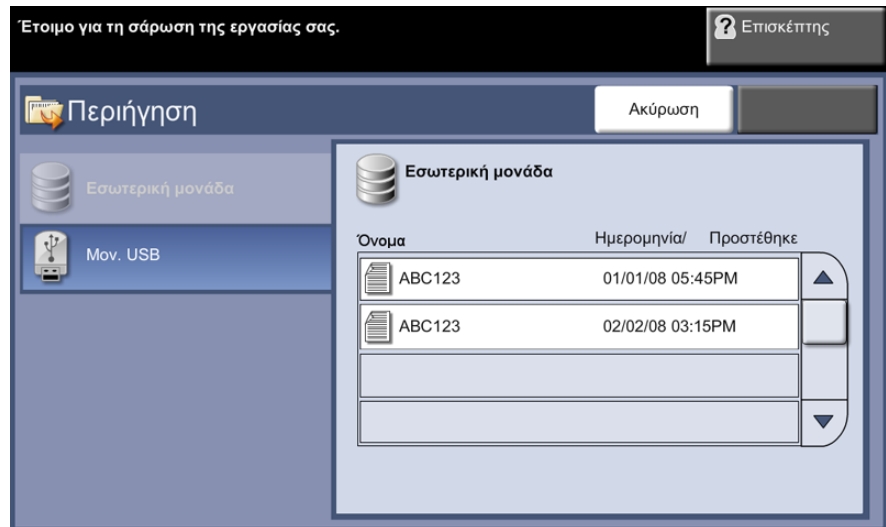 Έτοιμο για τη σάρωση της εργασίας σας.
Επισκέπτης
Περιήγηση
Ακύρωση
Εσωτερική μονάδα
Μον. USB
Εσωτερική μονάδα
Όνομα Ημερομηνία/ Προστέθηκε
ABC123 01/01/08 05:45PM
ABC123 02/02/08 03:15PM